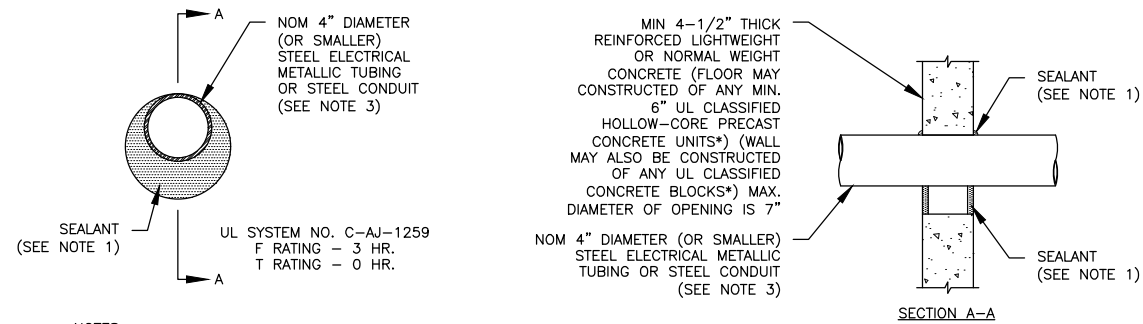 A
NOM 4" DIAMETER
(OR SMALLER)
STEEL ELECTRICAL
METALLIC TUBING
OR STEEL CONDUIT
(SEE NOTE 3)
SEALANT
(SEE NOTE 1)
UL SYSTEM NO. C-AJ-1259
F RATING - 3 HR.
T RATING - 0 HR.
A
MIN 4-1/2" THICK
REINFORCED LIGHTWEIGHT
OR NORMAL WEIGHT
CONCRETE (FLOOR MAY
CONSTRUCTED OF ANY MIN.
6" UL CLASSIFIED
HOLLOW-CORE PRECAST
CONCRETE UNITS*) (WALL
MAY ALSO BE CONSTRUCTED
OF ANY UL CLASSIFIED
CONCRETE BLOCKS*) MAX.
DIAMETER OF OPENING IS 7"
NOM 4" DIAMETER (OR SMALLER)
STEEL ELECTRICAL METALLIC
TUBING OR STEEL CONDUIT
(SEE NOTE 3)
SEALANT
(SEE NOTE 1)
SEALANT
(SEE NOTE 1)
SECTION A-A